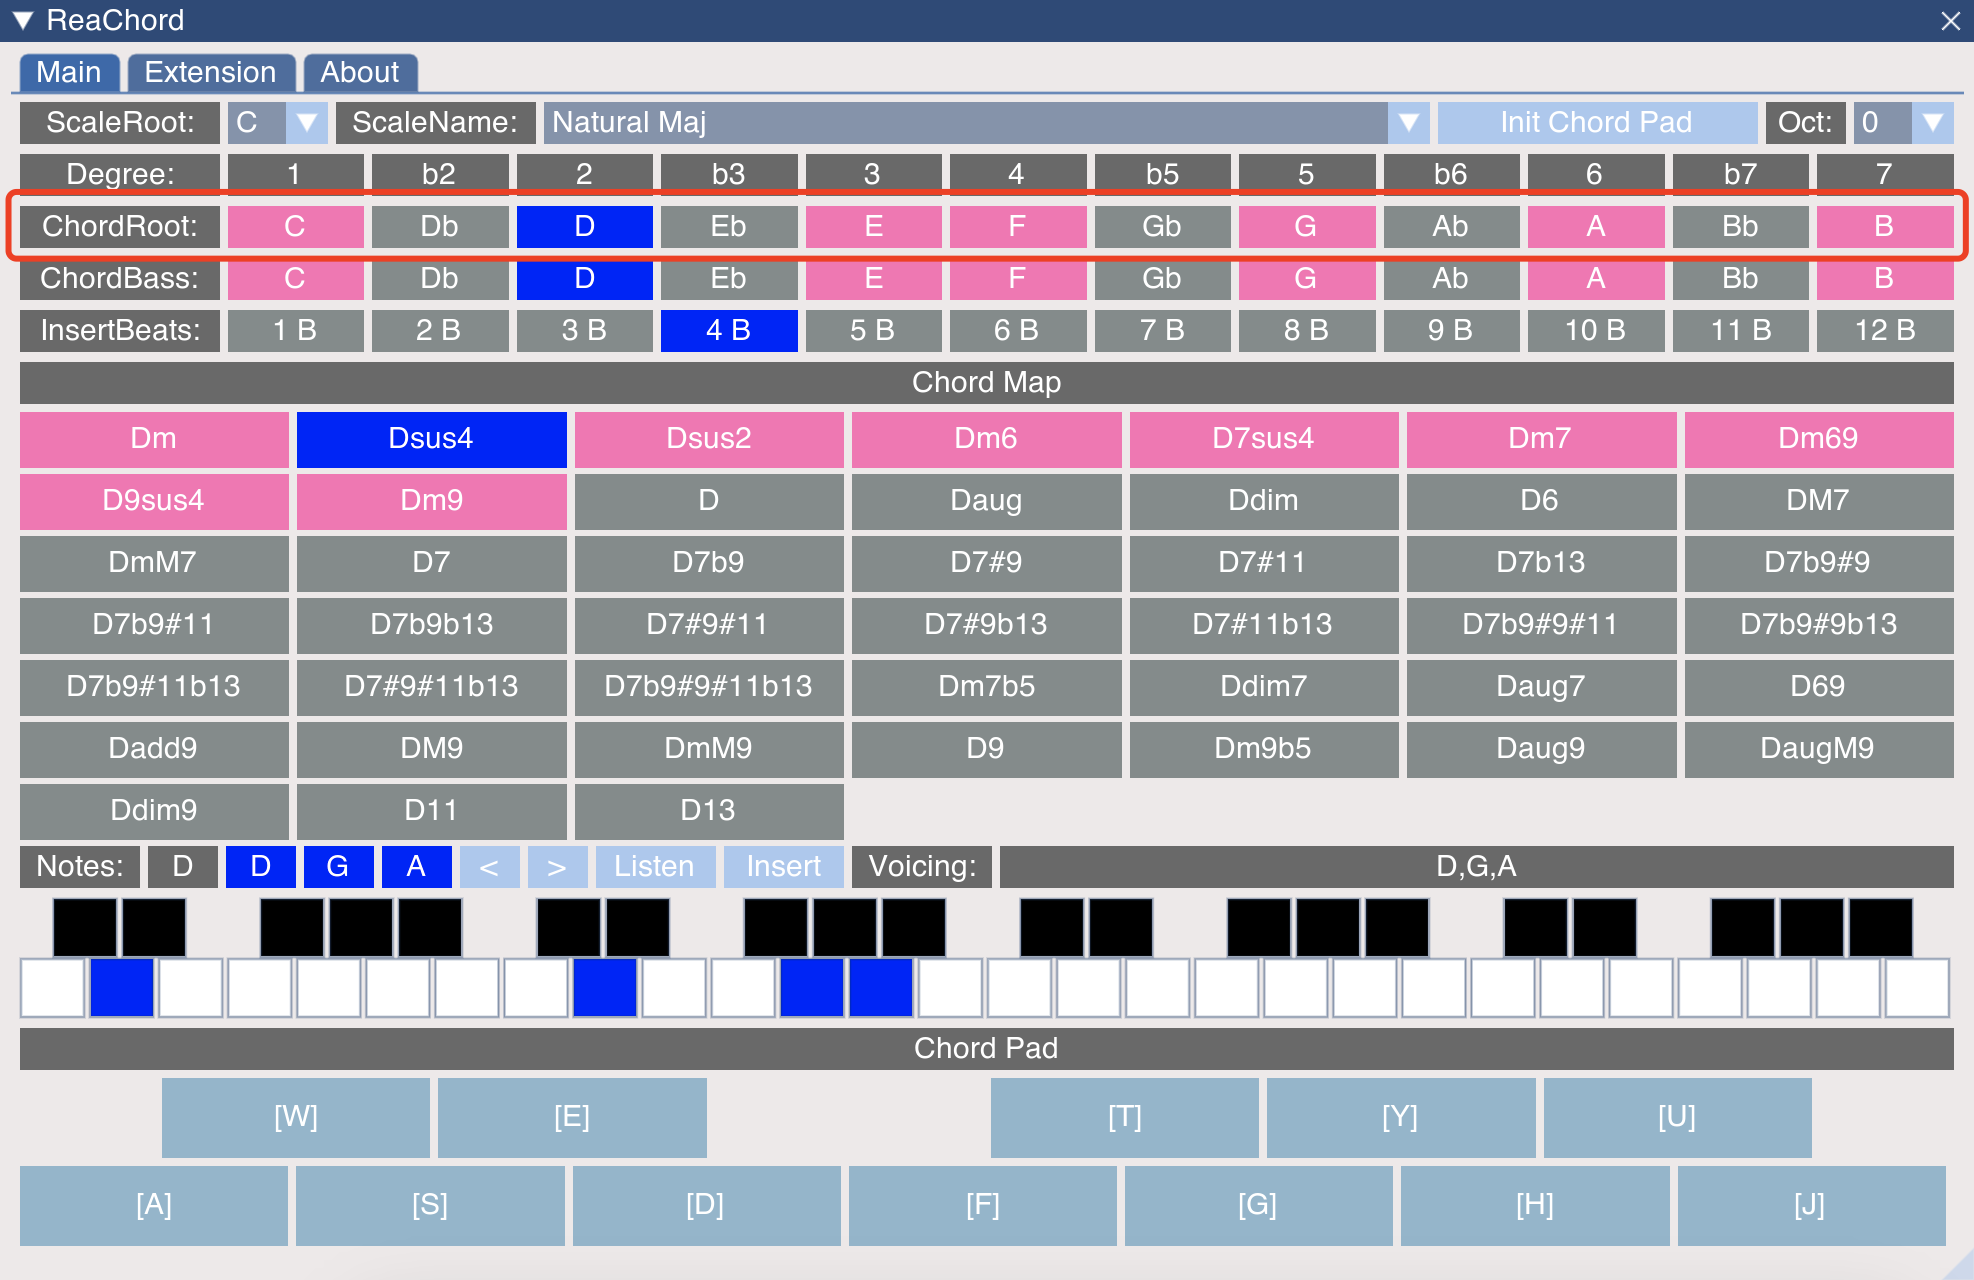 ReaChord
Main Extension About
ScaleRoot: C ScaleName: Natural Maj Init Chord Pad Oct: 0
Degree: 1 b2 2 b3 3 4 b5 5 b6 6 b7 7
ChordRoot: C Db D Eb E F Gb G Ab A Bb B
ChordBass: C Db D Eb E F Gb G Ab A Bb B
InsertBeats: 1 B 2 B 3 B 4 B 5 B 6 B 7 B 8 B 9 B 10 B 11 B 12 B
Chord Map
Dm Dsus4 Dsus2 Dm6 D7sus4 Dm7 Dm69
D9sus4 Dm9 D Daug Ddim D6 DM7
DmM7 D7 D7b9 D7#9 D7#11 D7b13 D7b9#9
D7b9#11 D7b9b13 D7#9#11 D7#9b13 D7#11b13 D7b9#9#11 D7b9#9b13
D7b9#11b13 D7#9#11b13 D7b9#9#11b13 Dm7b5 Ddim7 Daug7 D69
Dadd9 DM9 DmM9 D9 Dm9b5 Daug9 DaugM9
Ddim9 D11 D13
Notes: D D G A < > Listen Insert Voicing: D,G,A
Chord Pad
[W] [E] [T] [Y] [U]
[A] [S] [D] [F] [G] [H] [J]